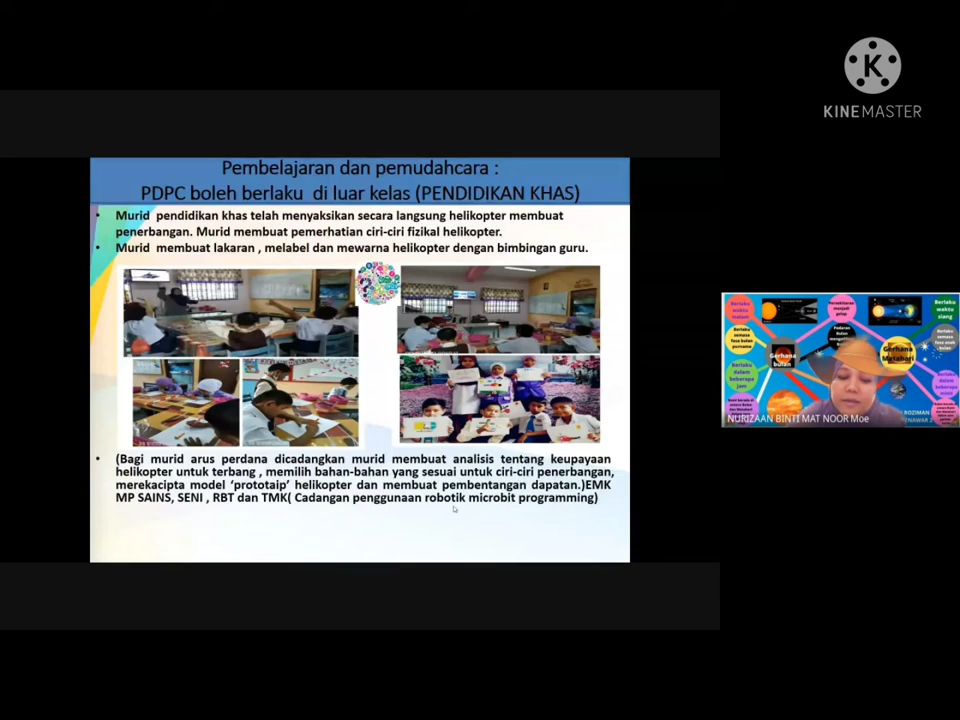 KINEMASTER
Pembelajaran dan pemudahcara :
PDPC boleh berlaku di luar kelas (PENDIDIKAN KHAS)
• Murid pendidikan khas telah menyaksikan secara langsung helikopter membuat
penerbangan. Murid membuat pemerhatian ciri-ciri fizikal helikopter.
• Murid membuat lakaran , melabel dan mewarna helikopter dengan bimbingan guru.
• (Bagi murid arus perdana dicadangkan murid membuat analisis tentang keupayaan
helikopter untuk terbang , memilih bahan-bahan yang sesuai untuk ciri-ciri penerbangan,
merekacipta model ‘prototaip’ helikopter dan membuat pembentangan dapatan.)EMK
MP SAINS, SENI , RBT dan TMK( Cadangan penggunaan robotik microbit programming)
Berlaku
waktu
malam
Berlaku
semasa
fasa bulan
purnama
Berlaku dalam
beberapa
jam
Gerhana
bulan
Gerhana
Matahari
Berlaku
waktu
siang
Berlaku
semasa
NURIZAAN BINTI MAT NOOR Moe
ROZIMAN